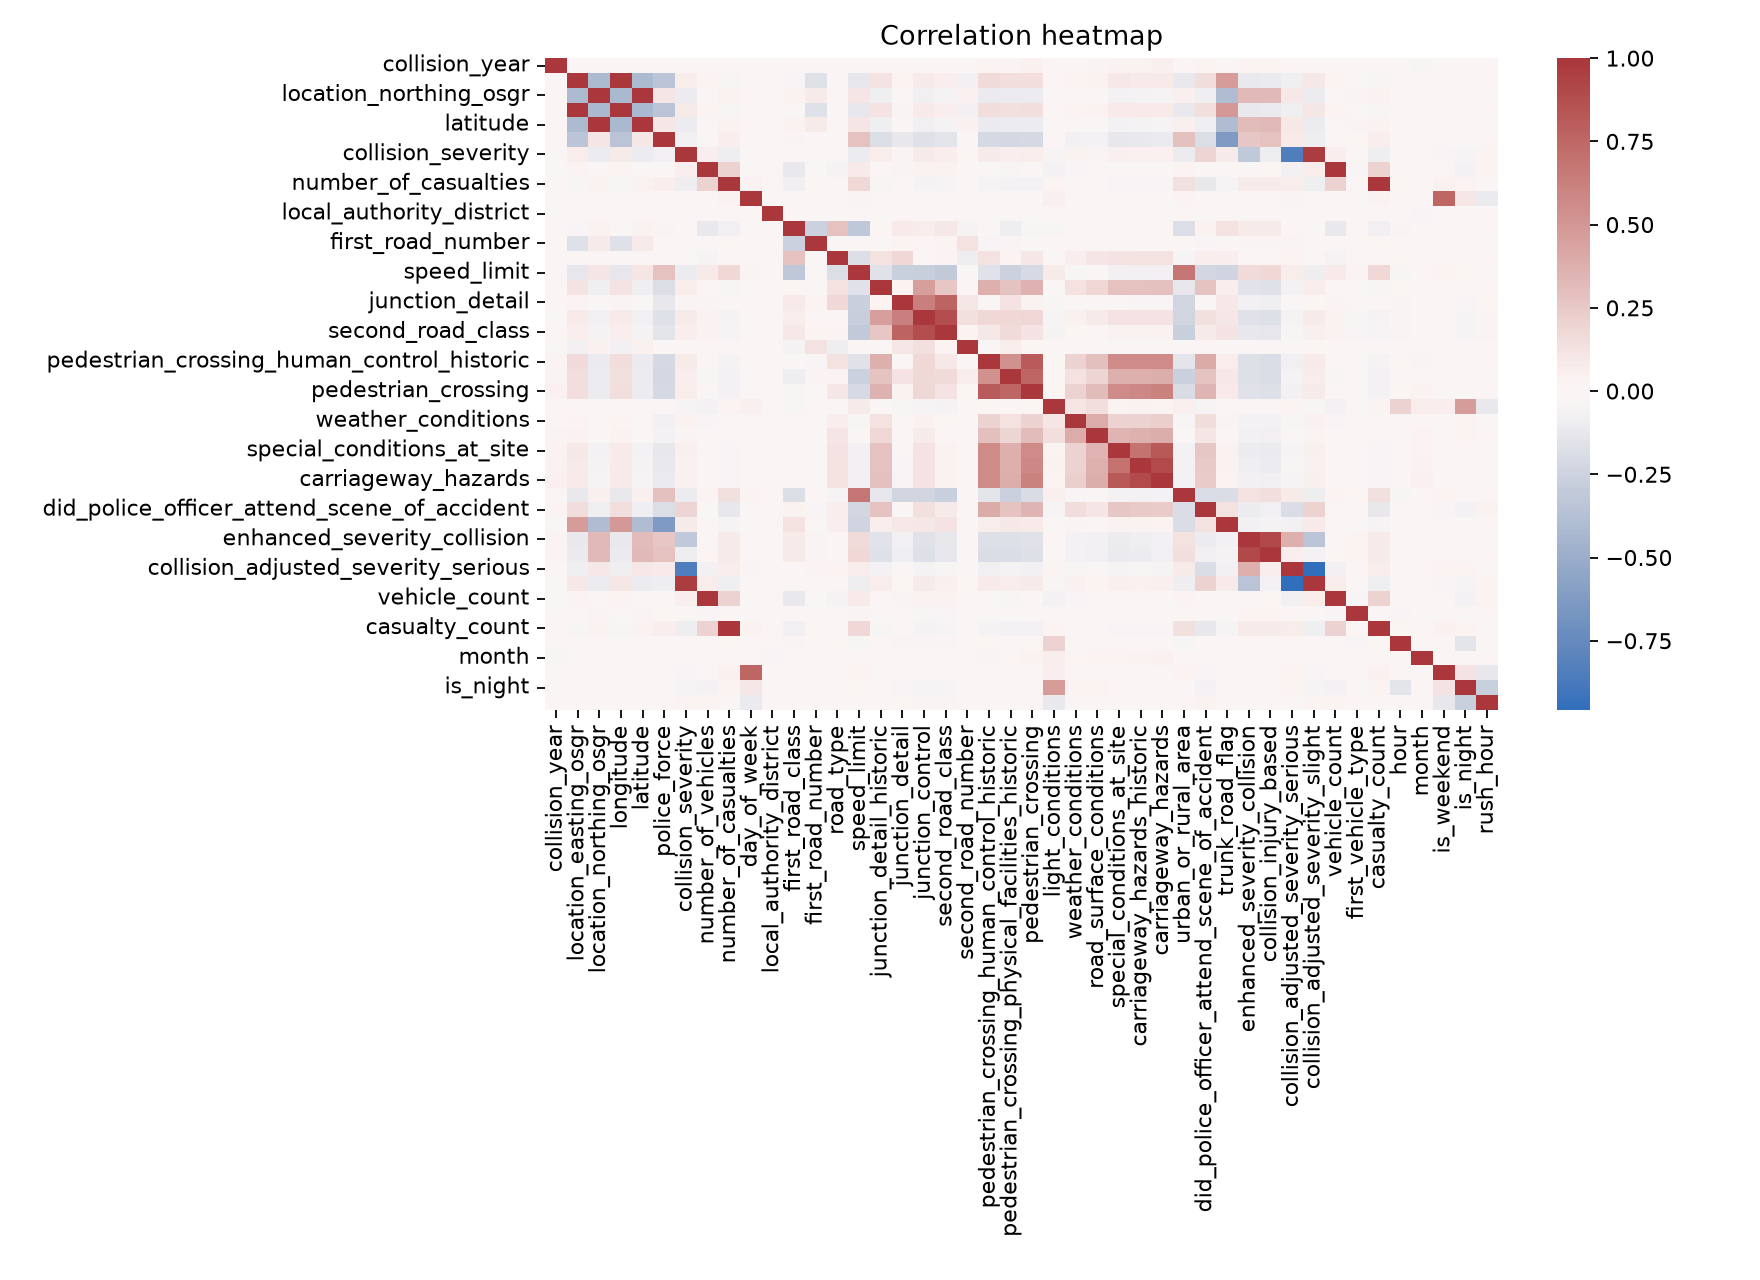 Correlation heatmap
collision_year
location_northing_osgr
latitude
collision_severity
number_of_casualties
local_authority_district
first_road_number
speed_limit
junction_detail
second_road_class
pedestrian_crossing_human_control_historic
pedestrian_crossing
weather_conditions
special_conditions_at_site
carriageway_hazards
did_police_officer_attend_scene_of_accident
enhanced_severity_collision
collision_adjusted_severity_serious
vehicle_count
casualty_count
month
is_night
collision_year
location_easting_osgr
location_northing_osgr
longitude
latitude
police_force
collision_severity
number_of_vehicles
number_of_casualties
day_of_week
local_authority_district
first_road_class
first_road_number
road_type
speed_limit
junction_detail_historic
junction_detail
junction_control
second_road_class
second_road_number
pedestrian_crossing_human_control_historic
pedestrian_crossing_physical_facilities_historic
pedestrian_crossing
light_conditions
weather_conditions
road_surface_conditions
special_conditions_at_site
carriageway_hazards_historic
carriageway_hazards
urban_or_rural_area
did_police_officer_attend_scene_of_accident
trunk_road_flag
enhanced_severity_collision
collision_injury_based
collision_adjusted_severity_serious
collision_adjusted_severity_slight
vehicle_count
first_vehicle_type
casualty_count
hour
month
is_weekend
is_night
rush_hour
1.00
0.75
0.50
0.25
0.00
−0.25
−0.50
−0.75